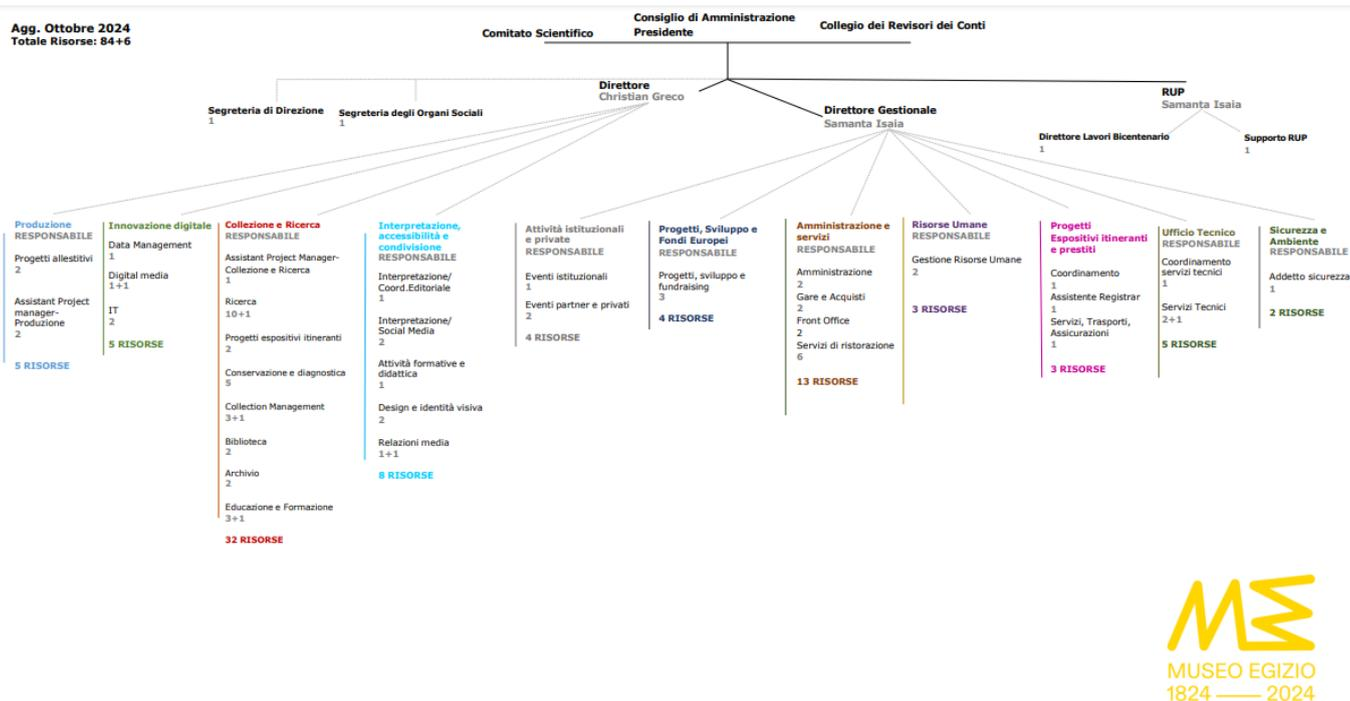 Agg. Ottobre 2024
Totale Risorse: 84+6
Comitato Scientifico
Consiglio di Amministrazione
Presidente
Collegio dei Revisori dei Conti
Segreteria di Direzione
1
Segreteria degli Organi Sociali
1
Direttore
Christian Greco
Direttore Gestionale
Samanta Isaia
RUP
Samanta Isaia
Direttore Lavori Bicentenario
1
Supporto RUP
1
Produzione
RESPONSABILE
Progetti allestitivi
2
Assistant Project
manager-
Produzione
2
5 RISORSE
Innovazione digitale
Data Management
1
Digital media
1+1
IT
2
5 RISORSE
Collezione e Ricerca
RESPONSABILE
Assistant Project Manager-
Collezione e Ricerca
1
Ricerca
10+1
Progetti espositivi itineranti
2
Conservazione e diagnostica
5
Collection Management
3+1
Biblioteca
2
Archivio
2
Educazione e Formazione
3+1
32 RISORSE
Interpretazione,
accessibilità e
condivisione
RESPONSABILE
Interpretazione/
Coord.Editoriale
1
Interpretazione/
Social Media
2
Attività formative e
didattica
1
Design e identità visiva
2
Relazioni media
1+1
8 RISORSE
Attività istituzionali
e private
RESPONSABILE
Eventi istituzionali
1
Eventi partner e privati
2
4 RISORSE
Progetti, Sviluppo e
Fondi Europei
RESPONSABILE
Progetti, sviluppo e
fundraising
3
4 RISORSE
Amministrazione e
servizi
RESPONSABILE
Amministrazione
2
Gare e Acquisti
2
Front Office
2
Servizi di ristorazione
6
13 RISORSE
Risorse Umane
RESPONSABILE
Gestione Risorse Umane
2
3 RISORSE
Progetti
Espositivi itineranti
e prestiti
Coordinamento
1
Assistente Registrar
1
Servizi, Trasporti,
Assicurazioni
1
3 RISORSE
Ufficio Tecnico
RESPONSABILE
Coordinamento
servizi tecnici
1
Servizi Tecnici
2+1
5 RISORSE
Sicurezza e
Ambiente
RESPONSABILE
Addetto sicurezza
1
2 RISORSE
MUSEO EGIZIO
1824 — 2024